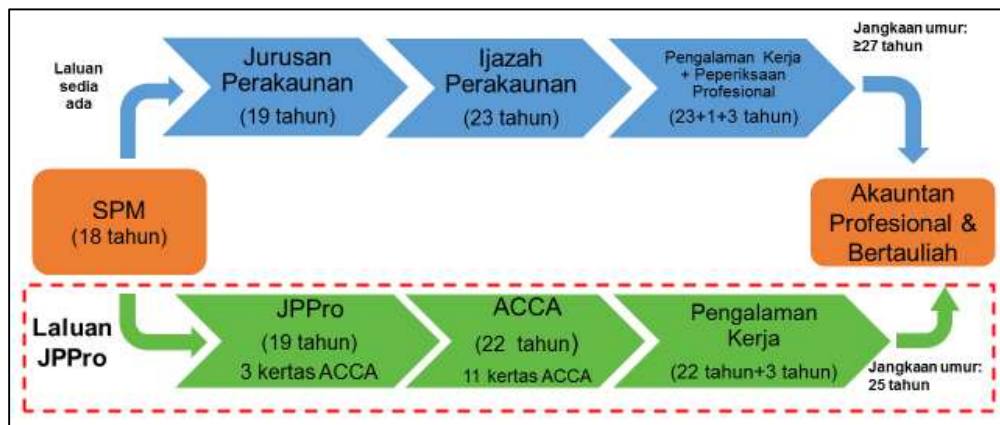 Laluan
sedia
ada
Jurusan
Perakaunan
(19 tahun)
Ijazah
Perakaunan
(23 tahun)
Pengalaman Kerja
+ Peperiksaan
Profesional
(23+1+3 tahun)
Jangkaan umur:
≥27 tahun
SPM
(18 tahun)
Akauntan
Profesional &
Bertauliah
Laluan
JPPro
JPPro
(19 tahun)
3 kertas ACCA
ACCA
(22 tahun)
11 kertas ACCA
Pengalaman
Kerja
(22 tahun+3 tahun)
Jangkaan umur:
25 tahun